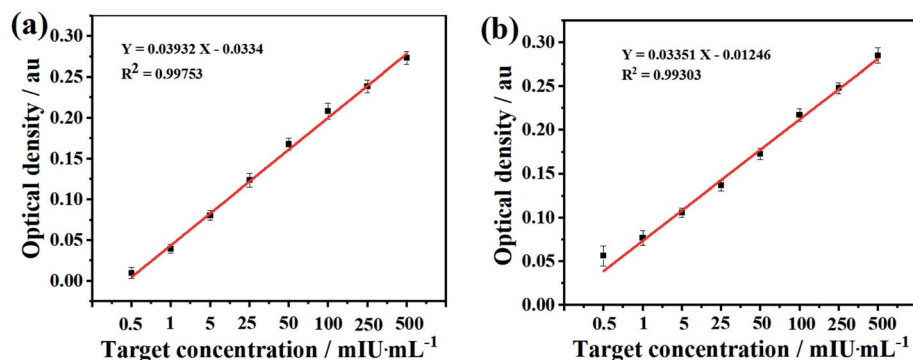 (a)
Y = 0.03932 X - 0.0334
R² = 0.99753
Optical density / au
0.30
0.25
0.20
0.15
0.10
0.05
0.00
0.5 1 5 25 50 100 250 500
Target concentration / mIU·mL⁻¹
(b)
Y = 0.03351 X - 0.01246
R² = 0.99303
Optical density / au
0.30
0.25
0.20
0.15
0.10
0.05
0.00
0.5 1 5 25 50 100 250 500
Target concentration / mIU·mL⁻¹